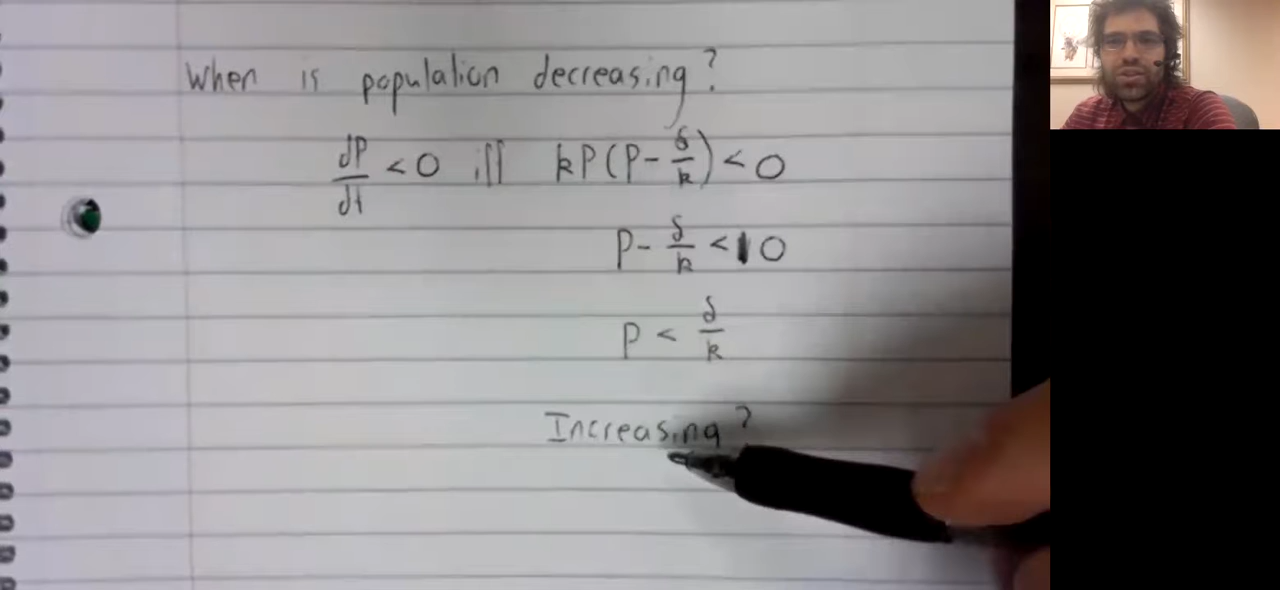 When is population decreasing?
dP/dt < 0 iff kP(P - δ/k) < 0
P - δ/k < 0
P < δ/k
Increasing?